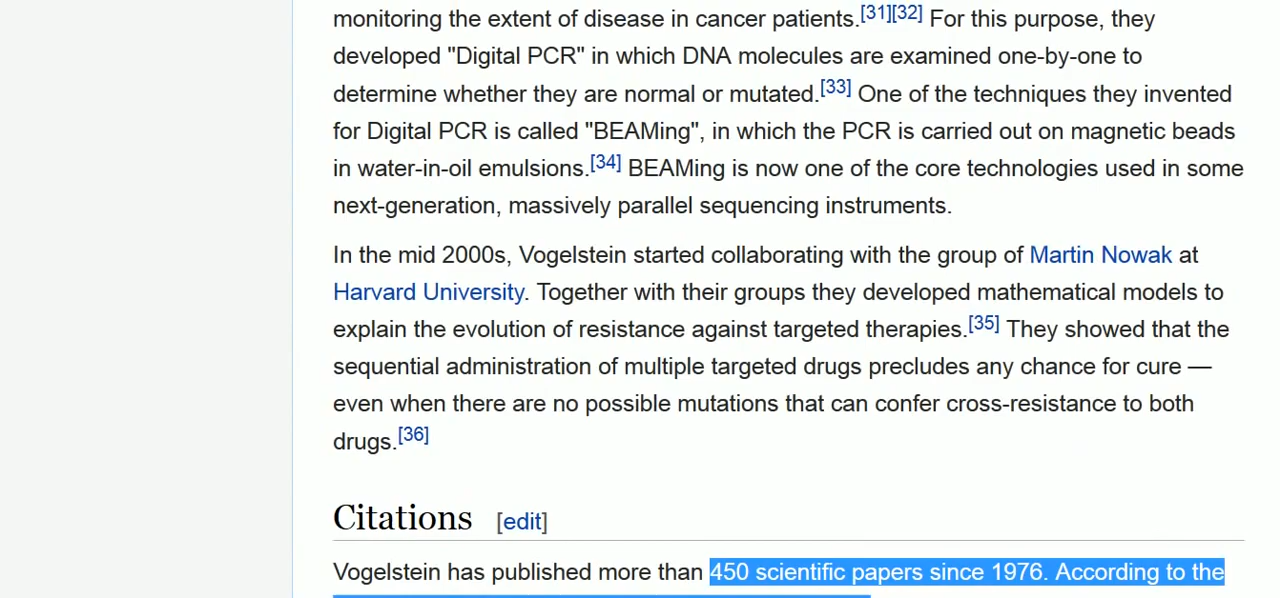 monitoring the extent of disease in cancer patients.[31][32] For this purpose, they
developed "Digital PCR" in which DNA molecules are examined one-by-one to
determine whether they are normal or mutated.[33] One of the techniques they invented
for Digital PCR is called "BEAMing", in which the PCR is carried out on magnetic beads
in water-in-oil emulsions.[34] BEAMing is now one of the core technologies used in some
next-generation, massively parallel sequencing instruments.
In the mid 2000s, Vogelstein started collaborating with the group of Martin Nowak at
Harvard University. Together with their groups they developed mathematical models to
explain the evolution of resistance against targeted therapies.[35] They showed that the
sequential administration of multiple targeted drugs precludes any chance for cure —
even when there are no possible mutations that can confer cross-resistance to both
drugs.[36]
Citations [edit]
Vogelstein has published more than 450 scientific papers since 1976. According to the